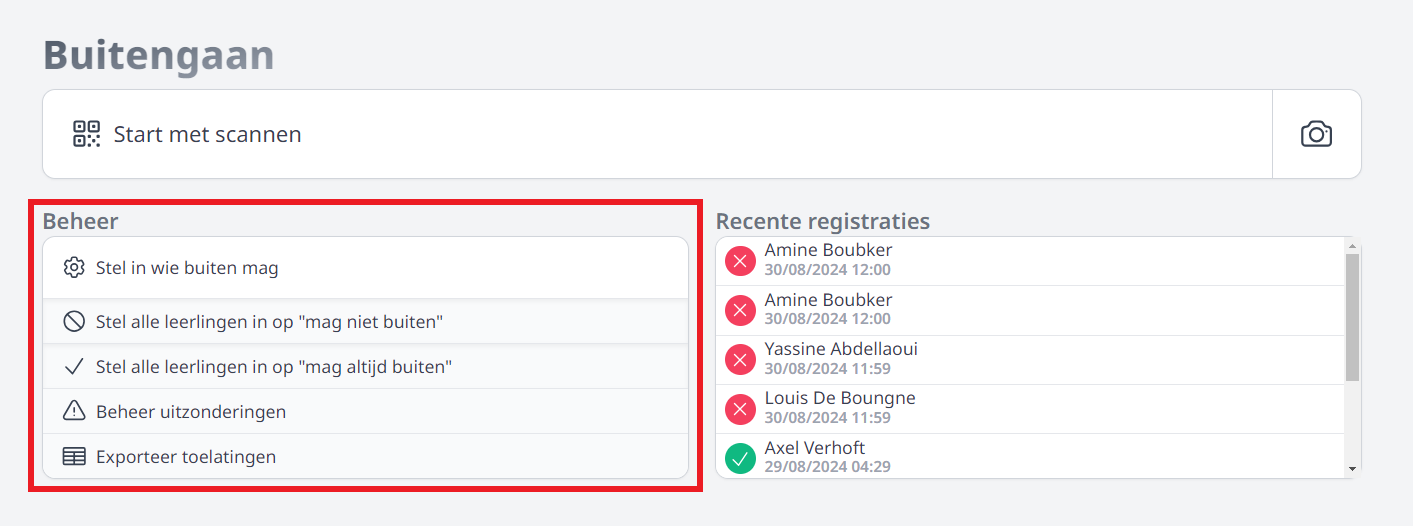 Buitengaan
Start met scannen
Beheer
Stel in wie buiten mag
Stel alle leerlingen in op "mag niet buiten"
Stel alle leerlingen in op "mag altijd buiten"
Beheer uitzonderingen
Exporteer toelatingen
Recente registraties
Amine Boubker
30/08/2024 12:00
Amine Boubker
30/08/2024 12:00
Yassine Abdellaoui
30/08/2024 11:59
Louis De Boungne
30/08/2024 11:59
Axel Verhoft
29/08/2024 04:29